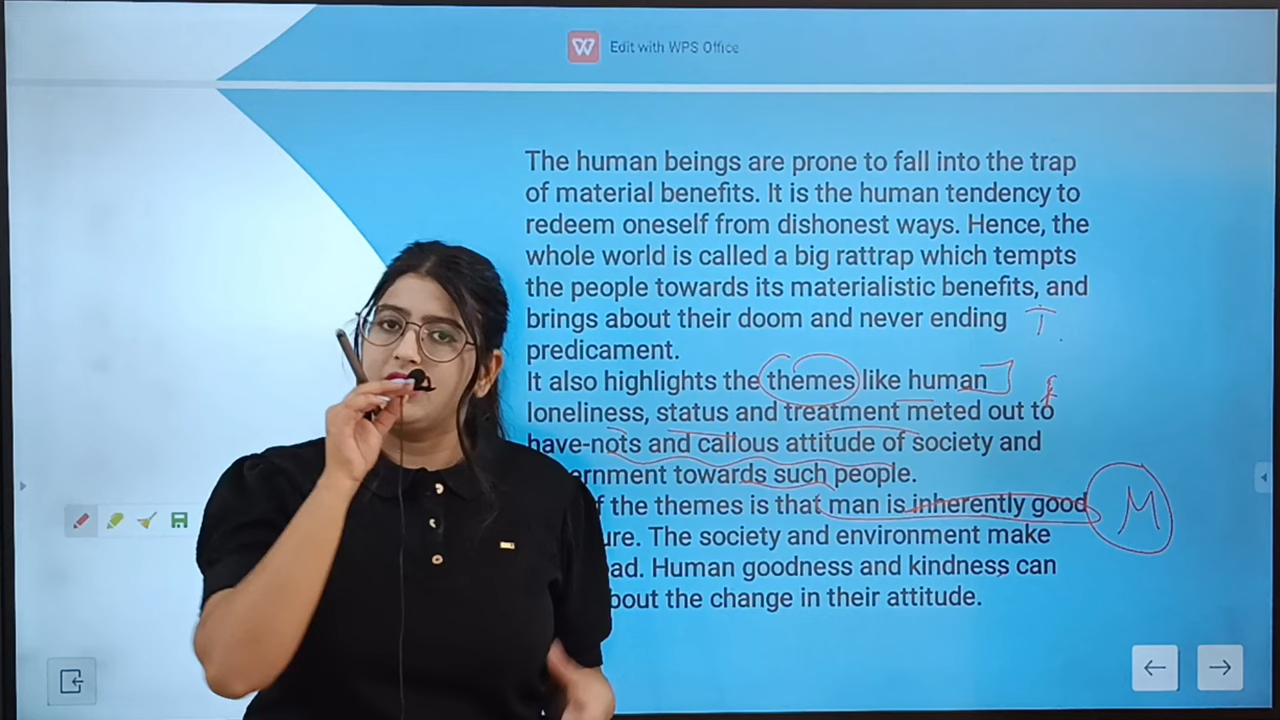 Edit with WPS Office
The human beings are prone to fall into the trap
of material benefits. It is the human tendency to
redeem oneself from dishonest ways. Hence, the
whole world is called a big rattrap which tempts
the people towards its materialistic benefits, and
brings about their doom and never ending T
predicament.
It also highlights the themes like human
loneliness, status and treatment meted out to
have-nots and callous attitude of society and
towards such people.
the themes is that man is inherently good M
The society and environment make
Human goodness and kindness can
the change in their attitude.